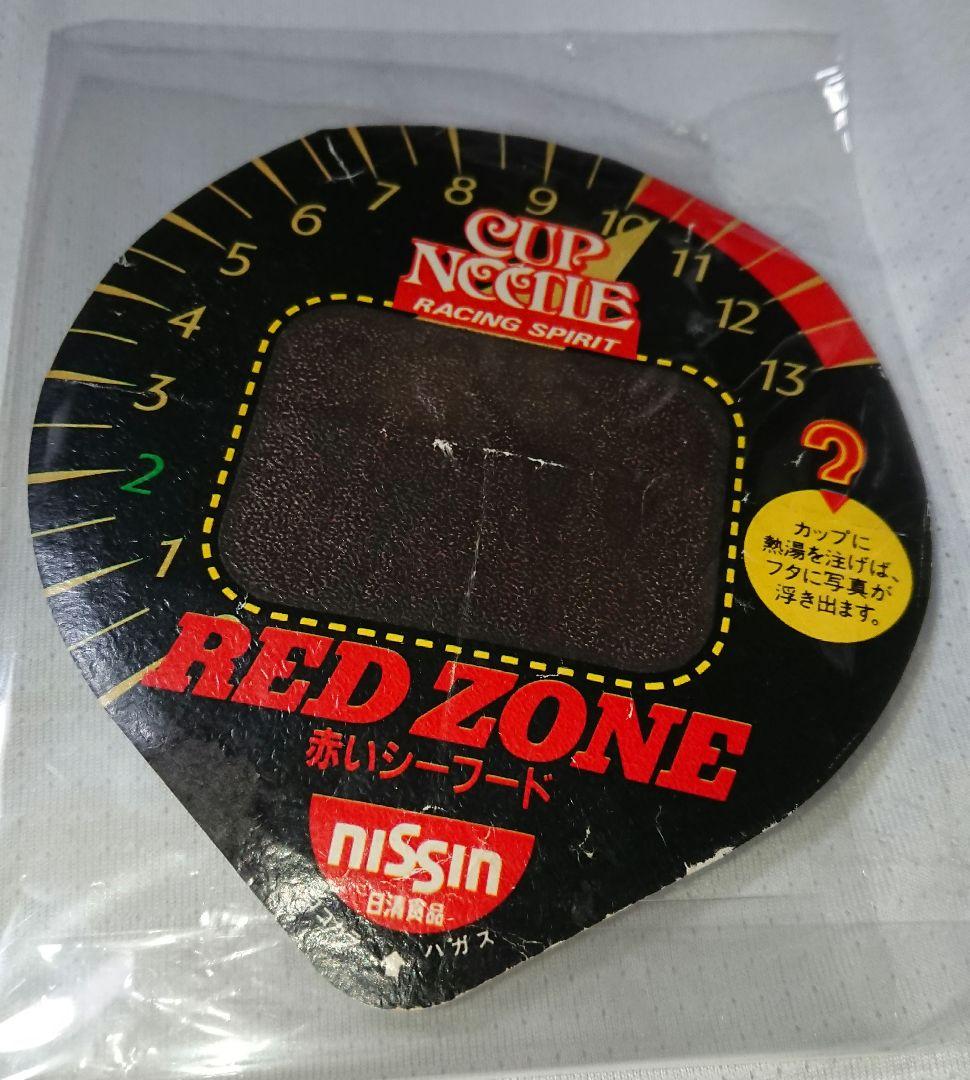 1
2
3
4
5
6
7
8
9
10
11
12
13
CUP
NOODLE
RACING SPIRIT
?
カップに
熱湯を注げば、
フタに写真が
浮き出ます。
RED ZONE
赤いシーフード
nissin
日清食品
ハガス